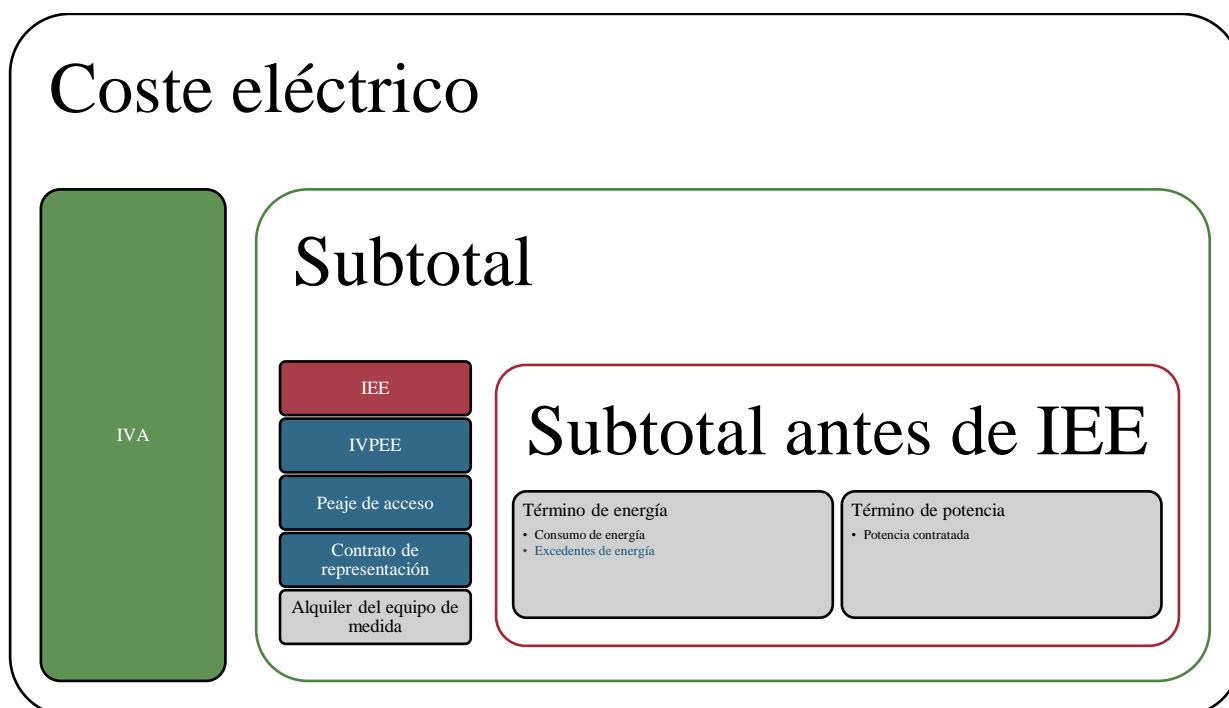 Coste eléctrico
IVA
Subtotal
IEE
IVPEE
Peaje de acceso
Contrato de
representación
Alquiler del equipo de
medida
Subtotal antes de IEE
Término de energía
• Consumo de energía
• Excedentes de energía
Término de potencia
• Potencia contratada